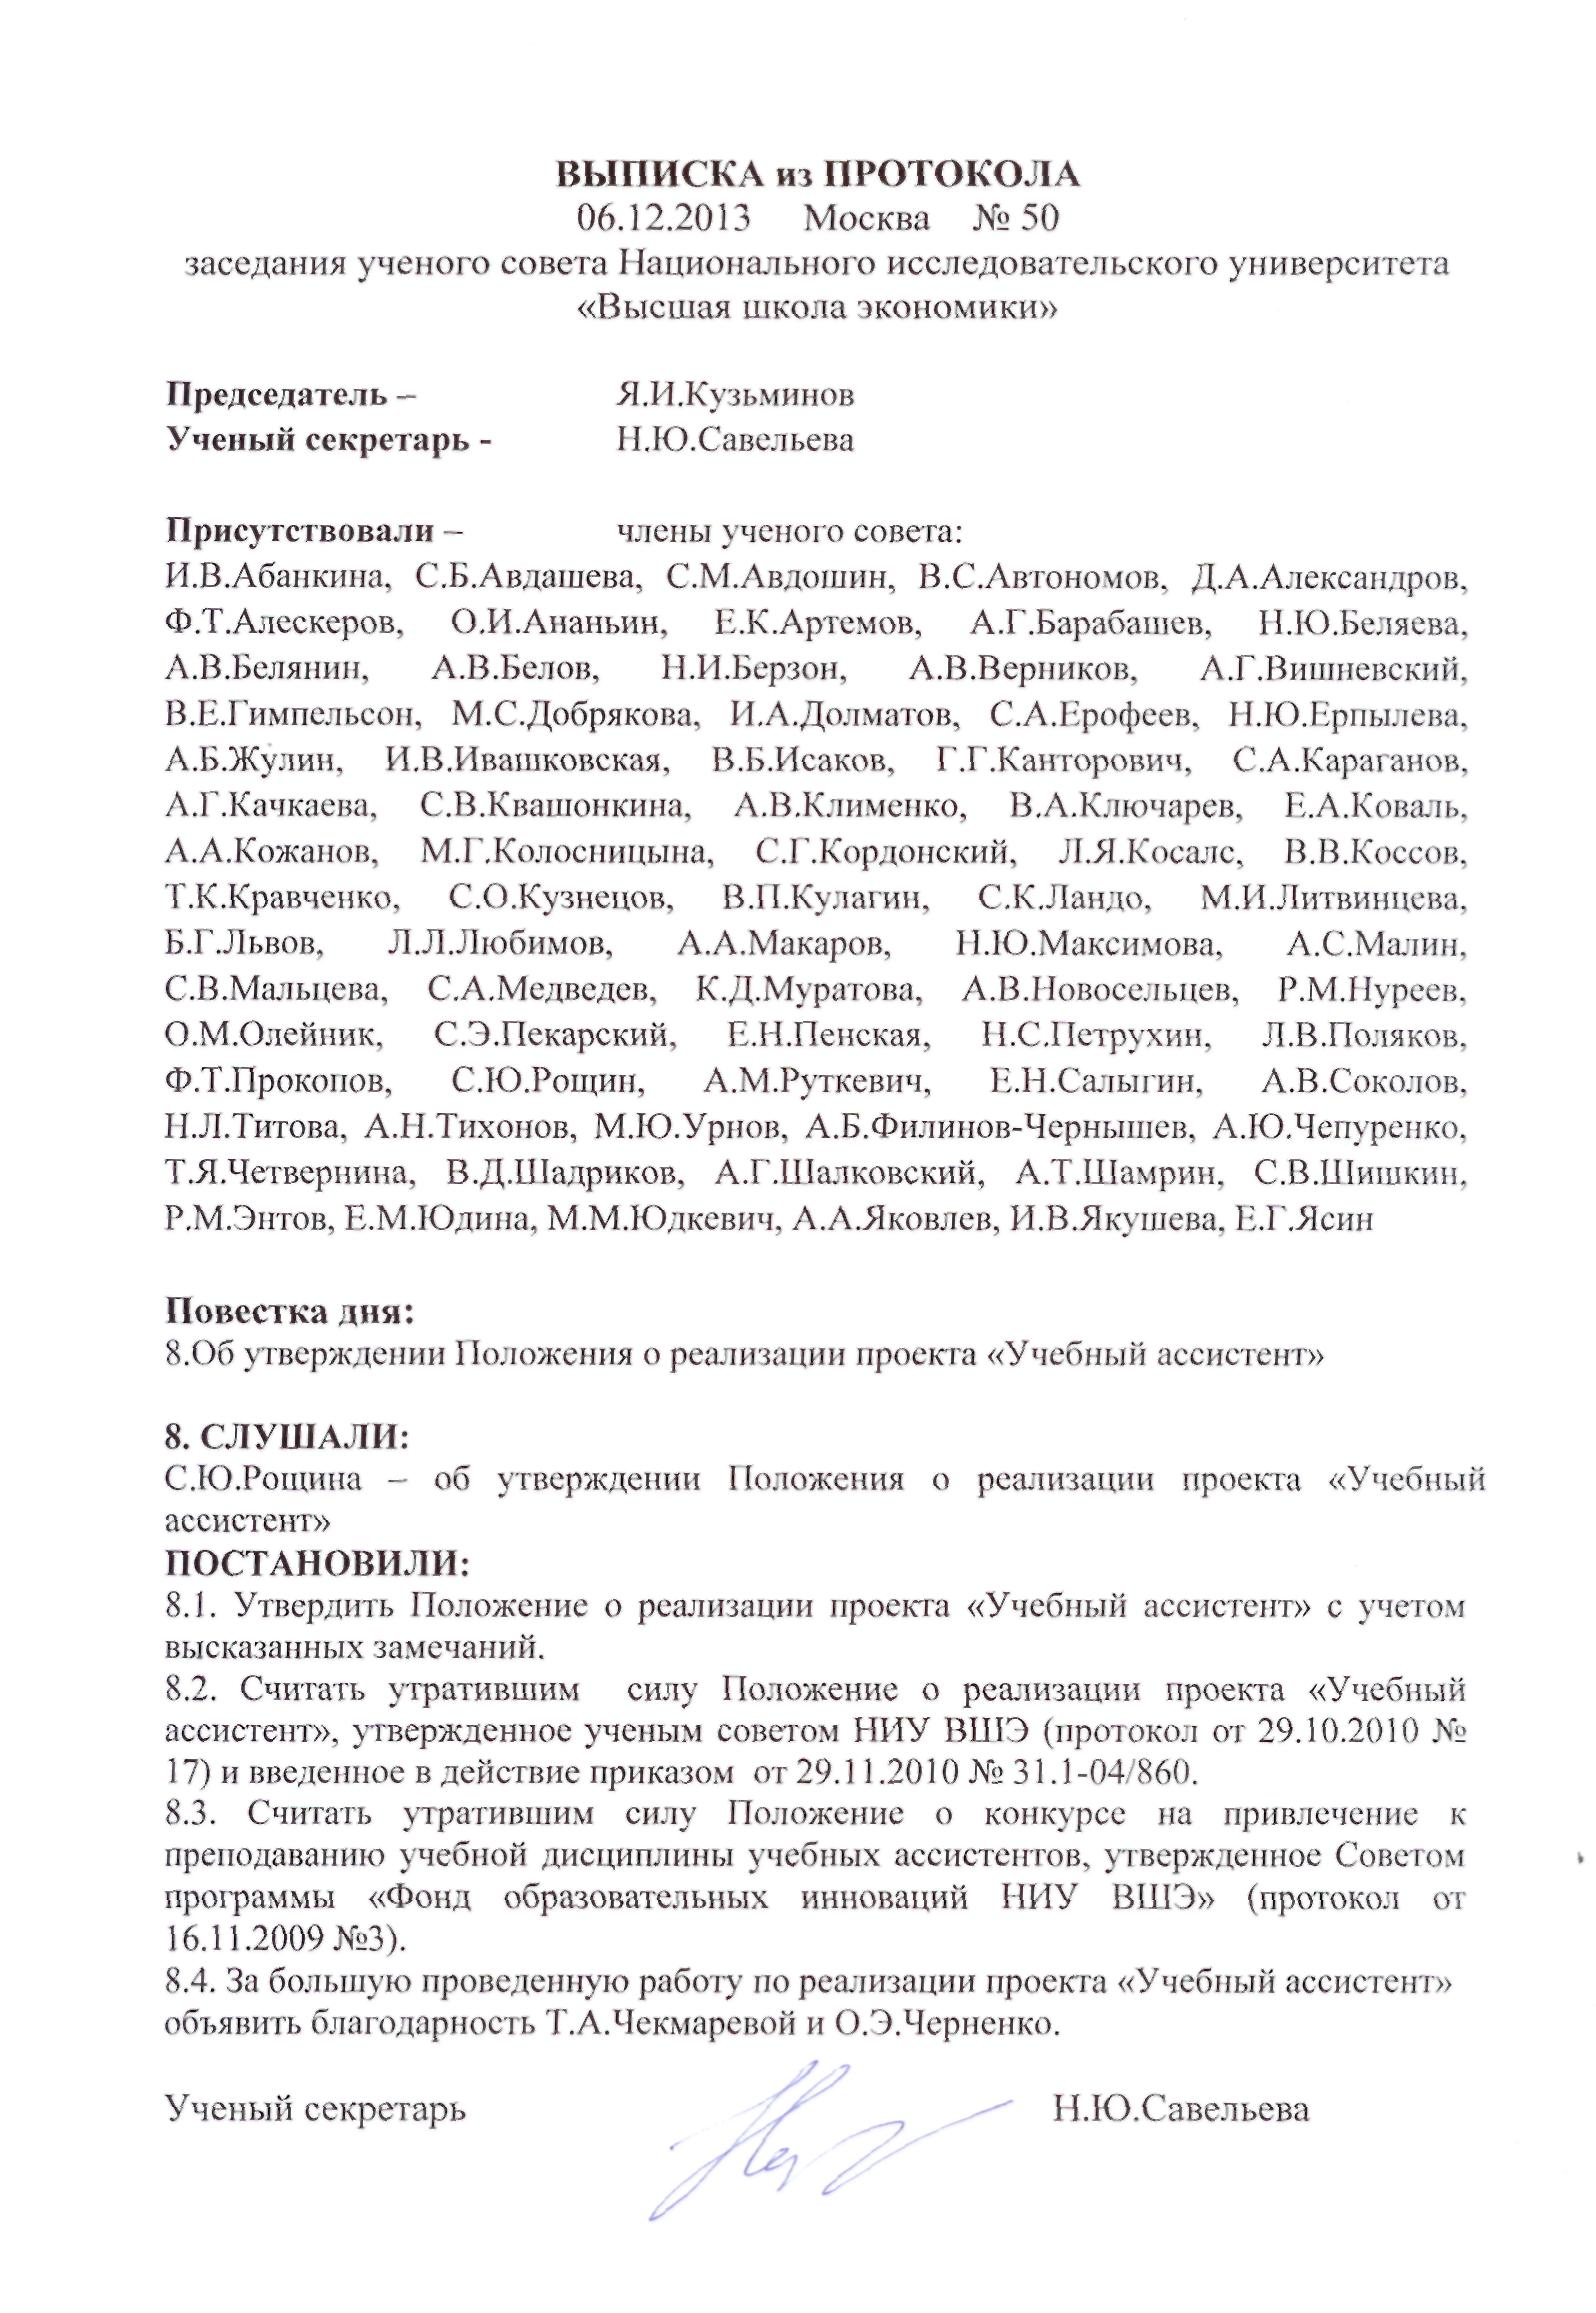 ВЫПИСКА из ПРОТОКОЛА
06.12.2013 Москва № 50
заседания ученого совета Национального исследовательского университета
«Высшая школа экономики»
Председатель – Я.И.Кузьминов
Ученый секретарь - Н.Ю.Савельева
Присутствовали – члены ученого совета:
И.В.Абанкина, С.Б.Авдашева, С.М.Авдошин, В.С.Автономов, Д.А.Александров,
Ф.Т.Алескеров, О.И.Ананьин, Е.К.Артемов, А.Г.Барабашев, Н.Ю.Беляева,
А.В.Белянин, А.В.Белов, Н.И.Берзон, А.В.Верников, А.Г.Вишневский,
В.Е.Гимпельсон, М.С.Добрякова, И.А.Долматов, С.А.Ерофеев, Н.Ю.Ерпылева,
А.Б.Жулин, И.В.Ивашковская, В.Б.Исаков, Г.Г.Канторович, С.А.Караганов,
А.Г.Качкаева, С.В.Квашонкина, А.В.Клименко, В.А.Ключарев, Е.А.Коваль,
А.А.Кожанов, М.Г.Колосницына, С.Г.Кордонский, Л.Я.Косалс, В.В.Коссов,
Т.К.Кравченко, С.О.Кузнецов, В.П.Кулагин, С.К.Ландо, М.И.Литвинцева,
Б.Г.Львов, Л.Л.Любимов, А.А.Макаров, Н.Ю.Максимова, А.С.Малин,
С.В.Мальцева, С.А.Медведев, К.Д.Муратова, А.В.Новосельцев, Р.М.Нуреев,
О.М.Олейник, С.Э.Пекарский, Е.Н.Пенская, Н.С.Петрухин, Л.В.Поляков,
Ф.Т.Прокопов, С.Ю.Рощин, А.М.Руткевич, Е.Н.Салыгин, А.В.Соколов,
Н.Л.Титова, А.Н.Тихонов, М.Ю.Урнов, А.Б.Филинов-Чернышев, А.Ю.Чепуренко,
Т.Я.Четвернина, В.Д.Шадриков, А.Г.Шалковский, А.Т.Шамрин, С.В.Шишкин,
Р.М.Энтов, Е.М.Юдина, М.М.Юдкевич, А.А.Яковлев, И.В.Якушева, Е.Г.Ясин
Повестка дня:
8.Об утверждении Положения о реализации проекта «Учебный ассистент»
8. СЛУШАЛИ:
С.Ю.Рощина – об утверждении Положения о реализации проекта «Учебный
ассистент»
ПОСТАНОВИЛИ:
8.1. Утвердить Положение о реализации проекта «Учебный ассистент» с учетом
высказанных замечаний.
8.2. Считать утратившим силу Положение о реализации проекта «Учебный
ассистент», утвержденное ученым советом НИУ ВШЭ (протокол от 29.10.2010 №
17) и введенное в действие приказом от 29.11.2010 № 31.1-04/860.
8.3. Считать утратившим силу Положение о конкурсе на привлечение к
преподаванию учебной дисциплины учебных ассистентов, утвержденное Советом
программы «Фонд образовательных инноваций НИУ ВШЭ» (протокол от
16.11.2009 №3).
8.4. За большую проведенную работу по реализации проекта «Учебный ассистент»
объявить благодарность Т.А.Чекмаревой и О.Э.Черненко.
Ученый секретарь Н.Ю.Савельева